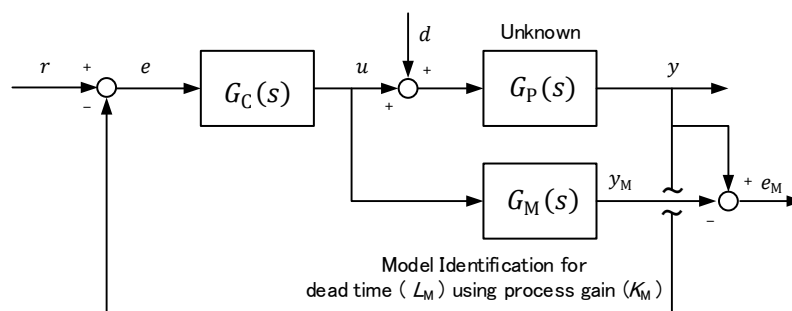 d
Unknown
r
+
−
e
G_C(s)
u
+
+
G_P(s)
y
G_M(s)
y_M
+
−
e_M
Model Identification for
dead time ( L_M ) using process gain (K_M)